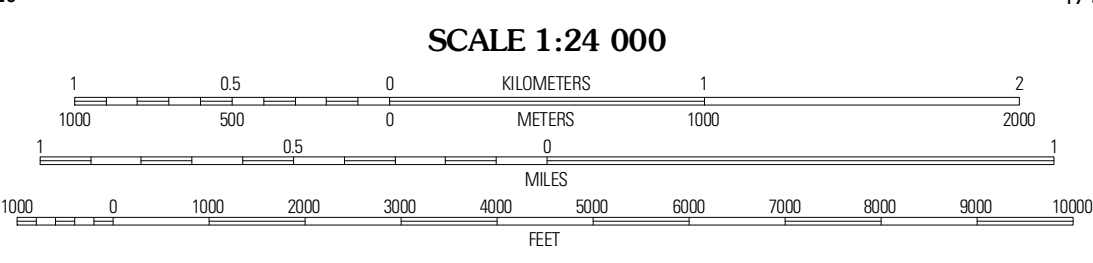 SCALE 1:24 000
1 0.5 0 KILOMETERS 1 2
1000 500 0 METERS 1000 2000
1 0.5 0 1
MILES
1000 0 1000 2000 3000 4000 5000 6000 7000 8000 9000 10000
FEET